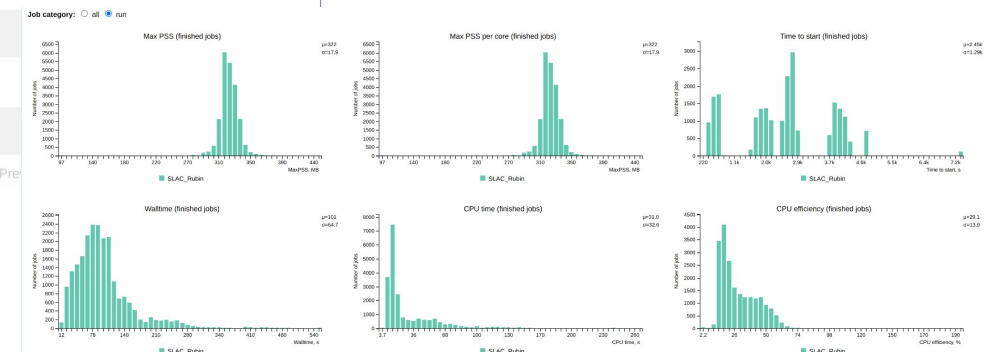 Job category: all run
Max PSS (finished jobs)
μ=322
σ=17.9
Number of jobs
6500
6000
5500
5000
4500
4000
3500
3000
2500
2000
1500
1000
500
0
97 140 180 220 270 310 350 390 440
MaxPSS, MB
SLAC_Rubin
Max PSS per core (finished jobs)
μ=322
σ=17.9
Number of jobs
6500
6000
5500
5000
4500
4000
3500
3000
2500
2000
1500
1000
500
0
97 140 180 220 270 310 350 390 440
MaxPSS, MB
SLAC_Rubin
Time to start (finished jobs)
μ=2.45k
σ=1.29k
Number of jobs
3000
2500
2000
1500
1000
500
0
220 1.1k 2.0k 2.9k 3.7k 4.6k 5.5k 6.4k 7.2k
Time to start, s
SLAC_Rubin
Pre
Walltime (finished jobs)
μ=101
σ=64.7
Number of jobs
2600
2400
2200
2000
1800
1600
1400
1200
1000
800
600
400
200
0
12 78 140 210 280 350 410 480 540
Walltime, s
SLAC_Rubin
CPU time (finished jobs)
μ=31.0
σ=32.6
Number of jobs
8000
7000
6000
5000
4000
3000
2000
1000
0
3.7 36 68 100 130 170 200 230 260
CPU time, s
SLAC_Rubin
CPU efficiency (finished jobs)
μ=29.1
σ=13.9
Number of jobs
4500
4000
3500
3000
2500
2000
1500
1000
500
0
2.2 26 50 74 98 120 150 170 190
CPU efficiency, %
SLAC_Rubin